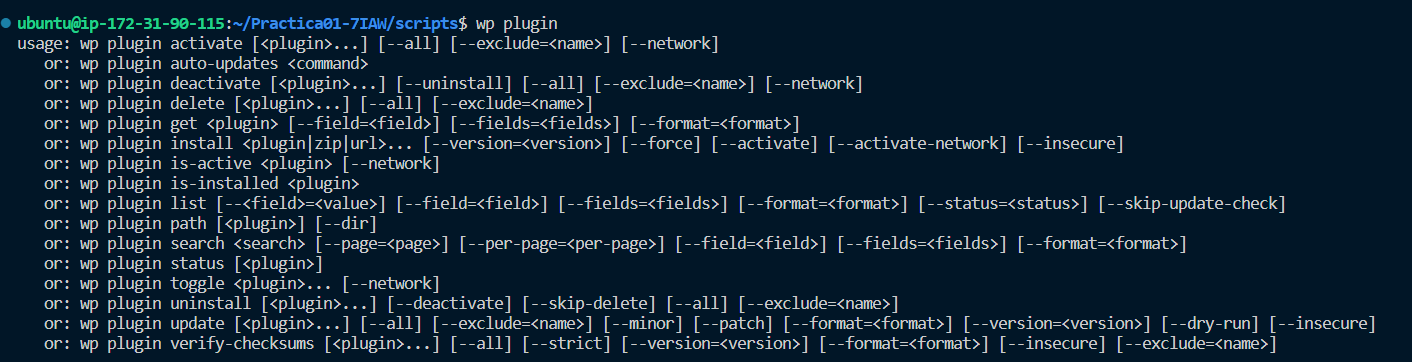 ubuntu@ip-172-31-90-115:~/Practica01-7IAW/scripts$ wp plugin
usage: wp plugin activate [<plugin>...] [--all] [--exclude=<name>] [--network]
or: wp plugin auto-updates <command>
or: wp plugin deactivate [<plugin>...] [--uninstall] [--all] [--exclude=<name>] [--network]
or: wp plugin delete [<plugin>...] [--all] [--exclude=<name>]
or: wp plugin get <plugin> [--field=<field>] [--fields=<fields>] [--format=<format>]
or: wp plugin install <plugin|zip|url>... [--version=<version>] [--force] [--activate] [--activate-network] [--insecure]
or: wp plugin is-active <plugin> [--network]
or: wp plugin is-installed <plugin>
or: wp plugin list [--<field>=<value>] [--field=<field>] [--fields=<fields>] [--format=<format>] [--status=<status>] [--skip-update-check]
or: wp plugin path [<plugin>] [--dir]
or: wp plugin search <search> [--page=<page>] [--per-page=<per-page>] [--field=<field>] [--fields=<fields>] [--format=<format>]
or: wp plugin status [<plugin>]
or: wp plugin toggle <plugin>... [--network]
or: wp plugin uninstall [<plugin>...] [--deactivate] [--skip-delete] [--all] [--exclude=<name>]
or: wp plugin update [<plugin>...] [--all] [--exclude=<name>] [--minor] [--patch] [--format=<format>] [--version=<version>] [--dry-run] [--insecure]
or: wp plugin verify-checksums [<plugin>...] [--all] [--strict] [--version=<version>] [--format=<format>] [--insecure] [--exclude=<name>]